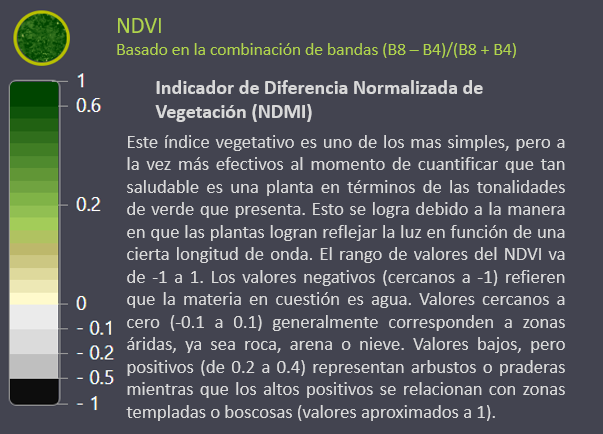 NDVI
Basado en la combinación de bandas (B8 – B4)/(B8 + B4)
Indicador de Diferencia Normalizada de
Vegetación (NDMI)
Este índice vegetativo es uno de los mas simples, pero a
la vez más efectivos al momento de cuantificar que tan
saludable es una planta en términos de las tonalidades
de verde que presenta. Esto se logra debido a la manera
en que las plantas logran reflejar la luz en función de una
cierta longitud de onda. El rango de valores del NDVI va
de -1 a 1. Los valores negativos (cercanos a -1) refieren
que la materia en cuestión es agua. Valores cercanos a
cero (-0.1 a 0.1) generalmente corresponden a zonas
áridas, ya sea roca, arena o nieve. Valores bajos, pero
positivos (de 0.2 a 0.4) representan arbustos o praderas
mientras que los altos positivos se relacionan con zonas
templadas o boscosas (valores aproximados a 1).
1
0.6
0.2
0
- 0.1
- 0.2
- 0.5
- 1